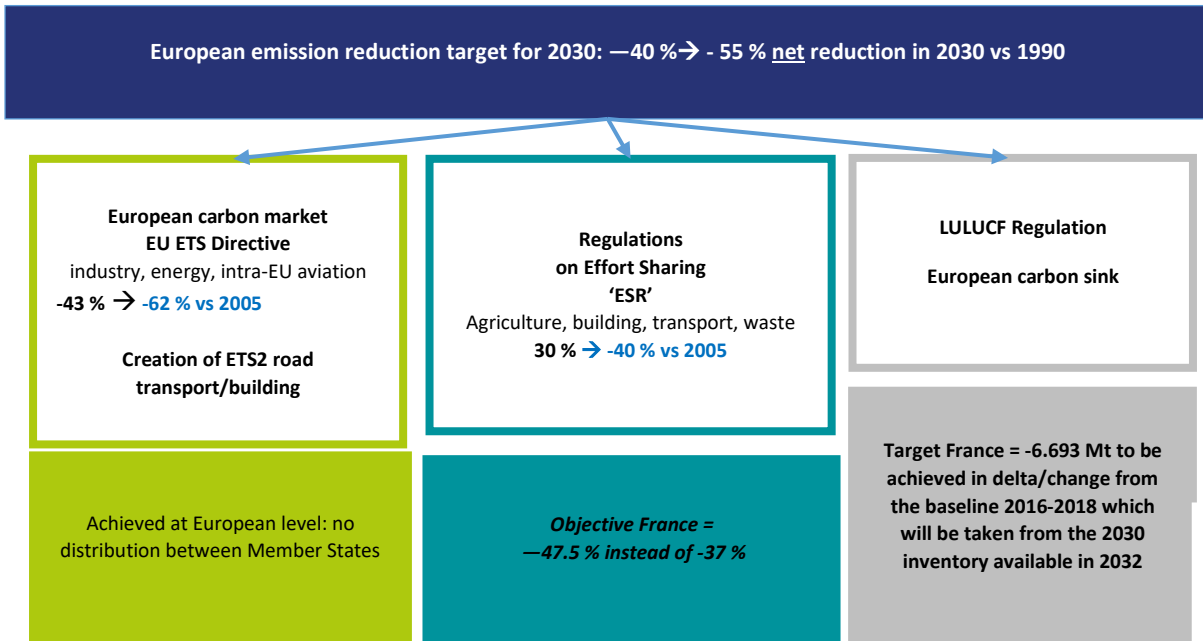 European emission reduction target for 2030: —40 %→ - 55 % net reduction in 2030 vs 1990
European carbon market
EU ETS Directive
industry, energy, intra-EU aviation
-43 % → -62 % vs 2005
Creation of ETS2 road
transport/building
Achieved at European level: no
distribution between Member States
Regulations
on Effort Sharing
‘ESR’
Agriculture, building, transport, waste
30 % → -40 % vs 2005
Objective France =
—47.5 % instead of -37 %
LULUCF Regulation
European carbon sink
Target France = -6.693 Mt to be
achieved in delta/change from
the baseline 2016-2018 which
will be taken from the 2030
inventory available in 2032